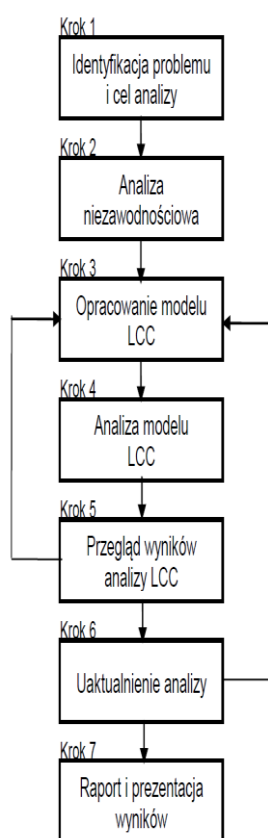 Krok 1
Identyfikacja problemu
i cel analizy
Krok 2
Analiza
niezawodnościowa
Krok 3
Opracowanie modelu
LCC
Krok 4
Analiza modelu
LCC
Krok 5
Przegląd wyników
analizy LCC
Krok 6
Uaktualnienie analizy
Krok 7
Raport i prezentacja
wyników